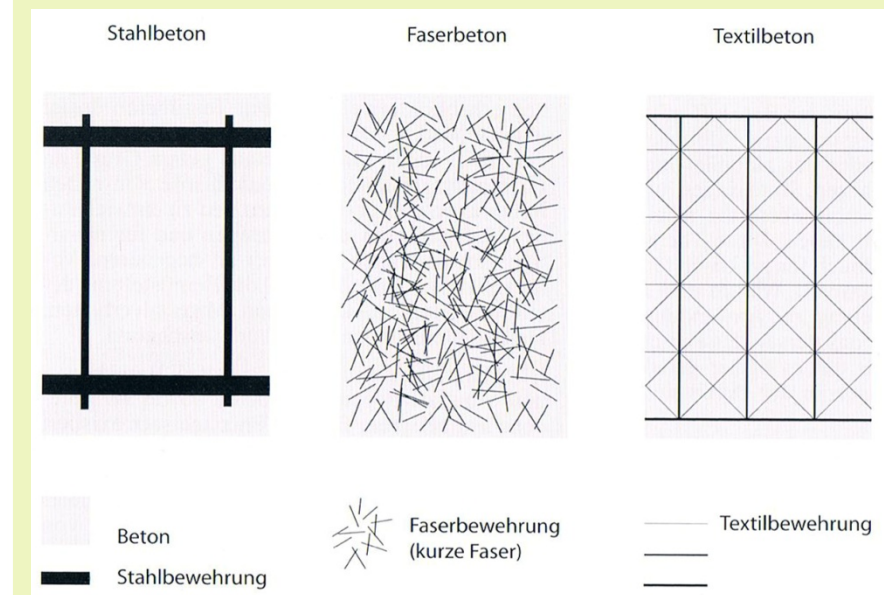 Stahlbeton
Faserbeton
Textilbeton
Beton
Stahlbewehrung
Faserbewehrung
(kurze Faser)
Textilbewehrung